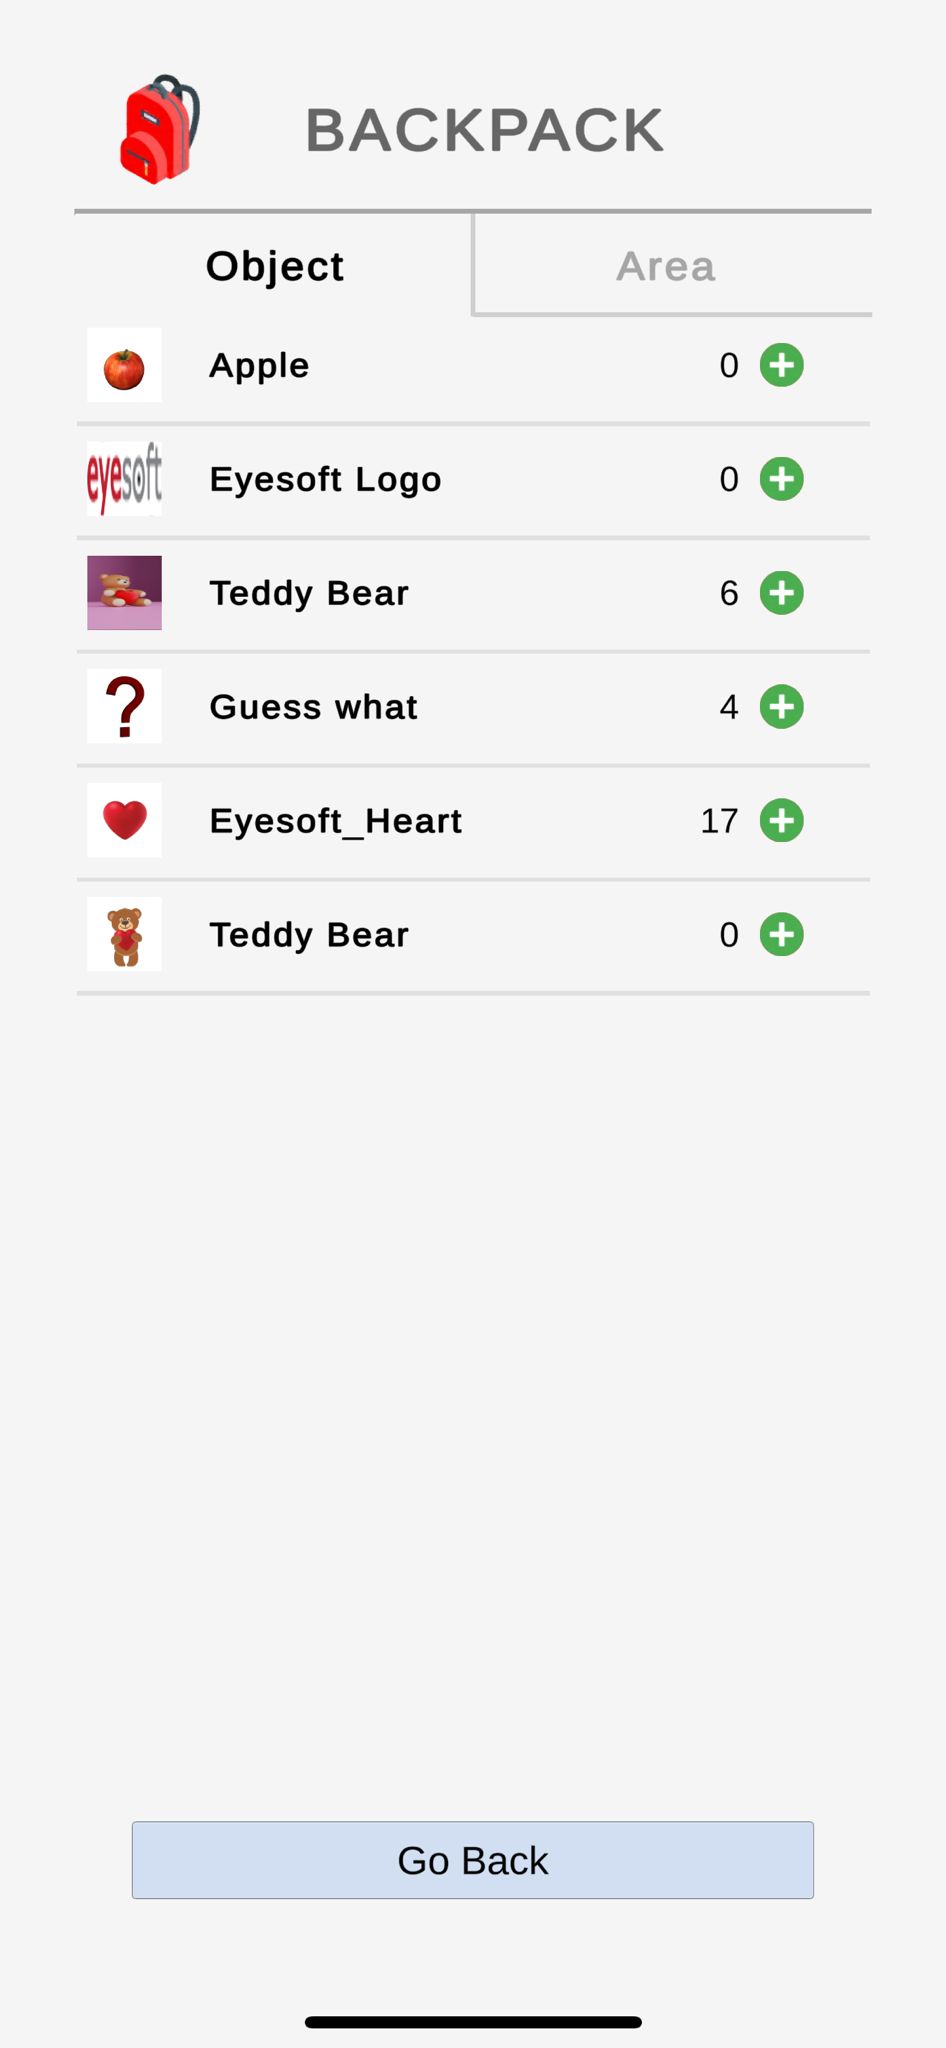 BACKPACK
Object Area
Apple 0
eyesoft
Eyesoft Logo 0
Teddy Bear 6
? Guess what 4
Eyesoft_Heart 17
Teddy Bear 0
Go Back